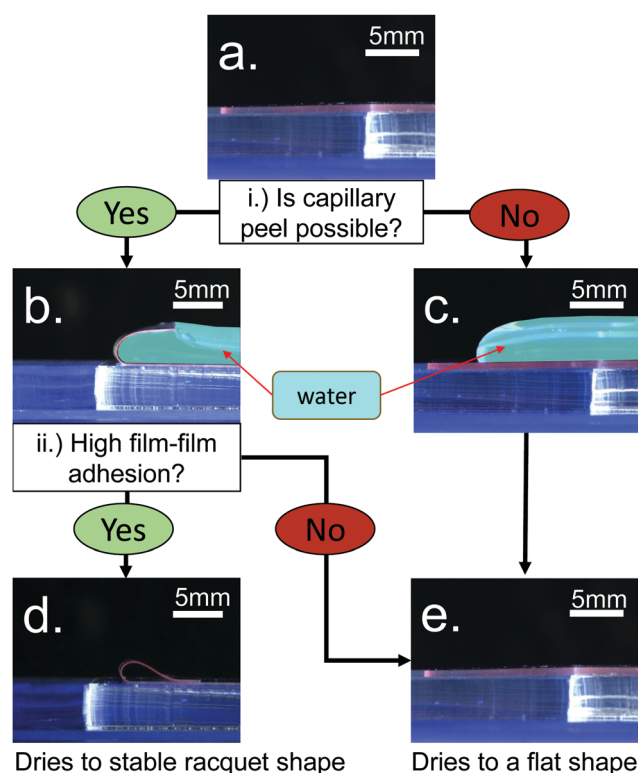 a.
5mm
i.) Is capillary
peel possible?
Yes
No
b.
5mm
c.
5mm
water
ii.) High film-film
adhesion?
Yes
No
d.
5mm
e.
5mm
Dries to stable racquet shape
Dries to a flat shape